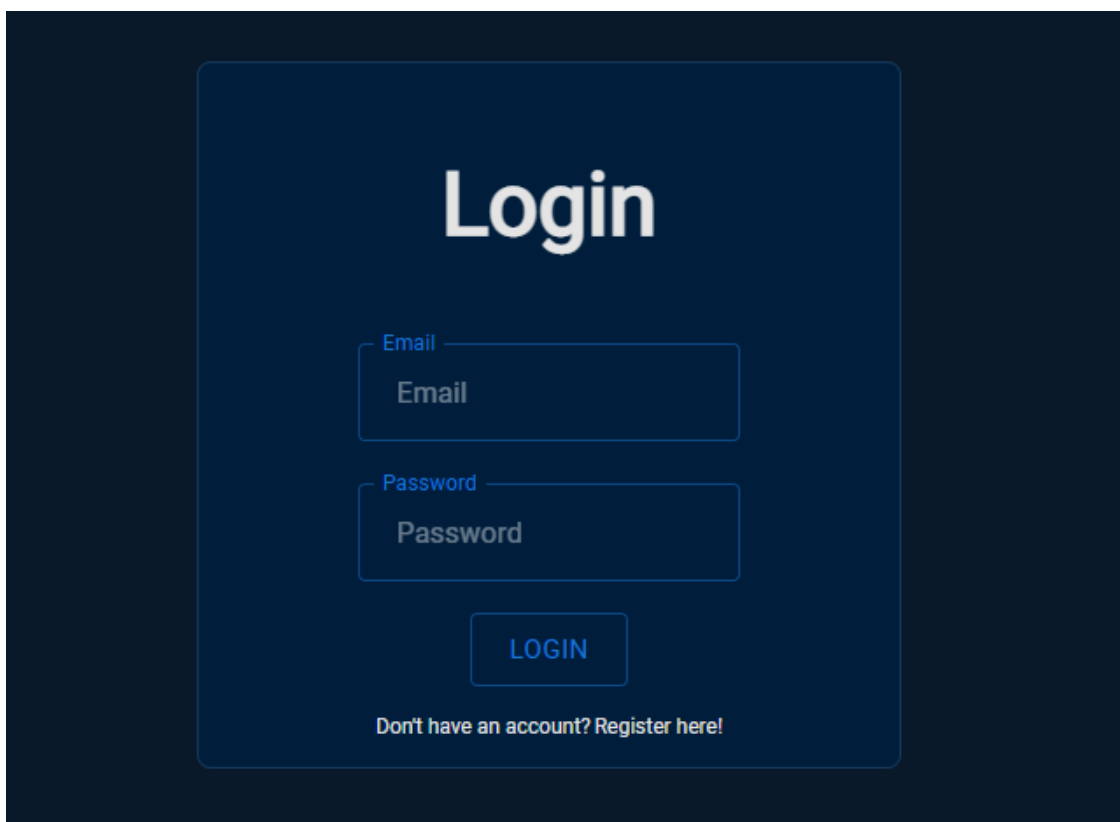 Login
Email
Email
Password
Password
LOGIN
Don't have an account? Register here!